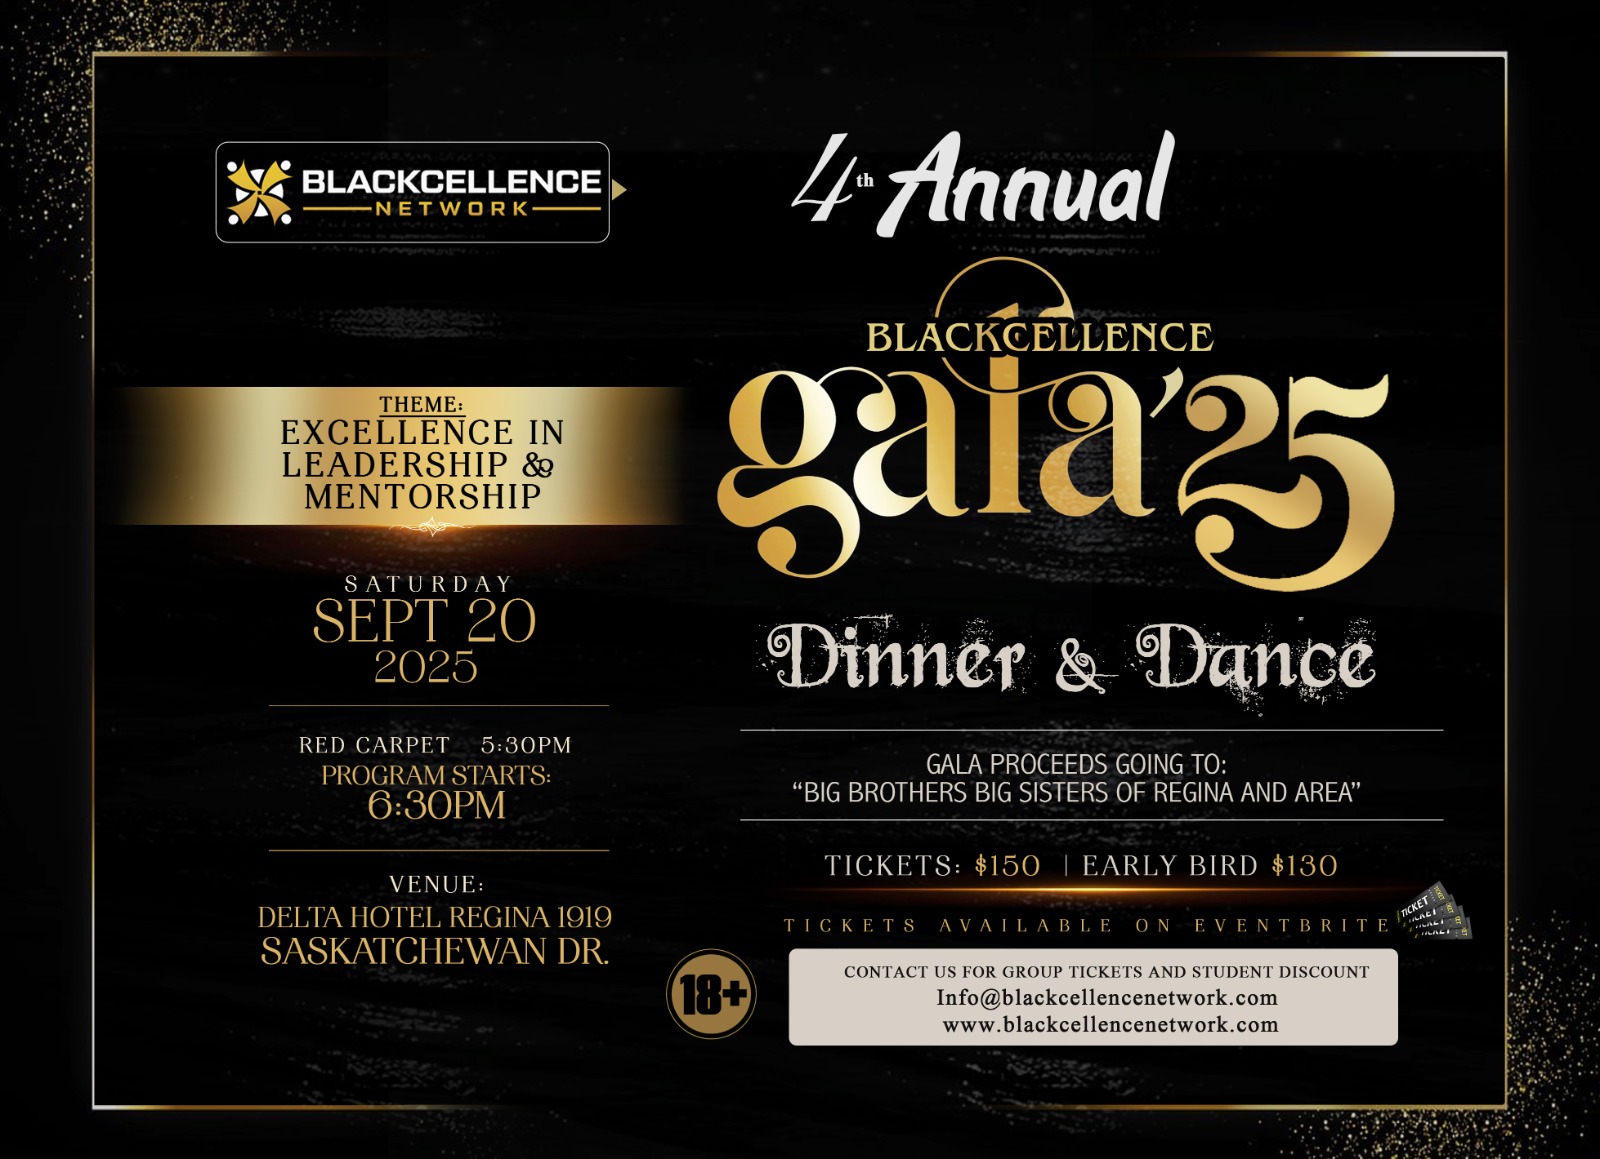 BLACKCELLENCE
NETWORK
THEME:
EXCELLENCE IN
LEADERSHIP &
MENTORSHIP
SATURDAY
SEPT 20
2025
RED CARPET 5:30PM
PROGRAM STARTS:
6:30PM
VENUE:
DELTA HOTEL REGINA 1919
SASKATCHEWAN DR.
4th Annual
BLACKCELLENCE
gala'25
Dinner & Dance
GALA PROCEEDS GOING TO:
“BIG BROTHERS BIG SISTERS OF REGINA AND AREA”
TICKETS: $150 | EARLY BIRD $130
TICKETS AVAILABLE ON EVENTBRITE
TICKET
18+
CONTACT US FOR GROUP TICKETS AND STUDENT DISCOUNT
Info@blackcellencenetwork.com
www.blackcellencenetwork.com